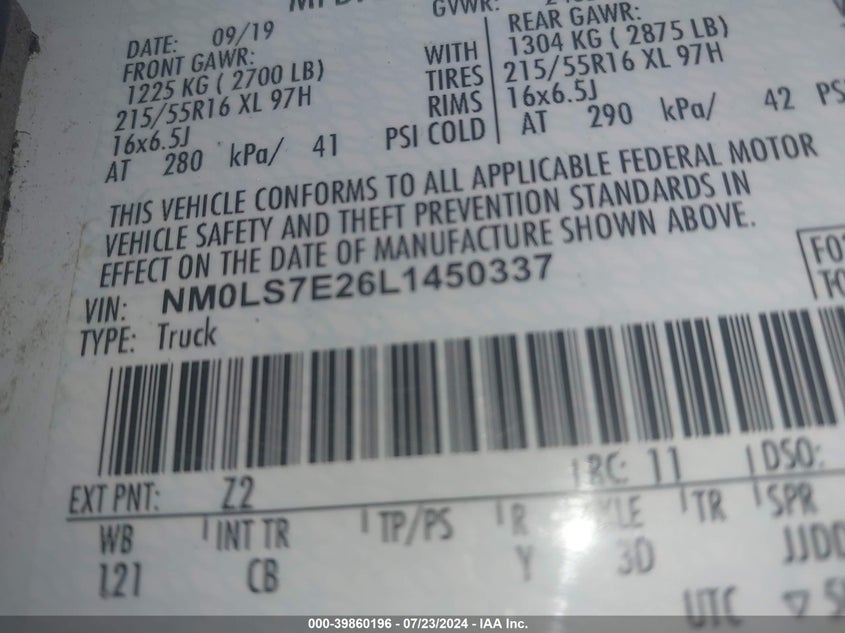 GVWR:
DATE: 09/19
FRONT GAWR:
1225 KG ( 2700 LB)
215/55R16 XL 97H
16x6.5J
AT 280 kPa/ 41 PSI COLD
WITH
TIRES
RIMS
REAR GAWR:
1304 KG ( 2875 LB)
215/55R16 XL 97H
16x6.5J
AT 290 kPa/ 42
THIS VEHICLE CONFORMS TO ALL APPLICABLE FEDERAL MOTOR
VEHICLE SAFETY AND THEFT PREVENTION STANDARDS IN
EFFECT ON THE DATE OF MANUFACTURE SHOWN ABOVE.
VIN: NM0LS7E26L1450337
TYPE: Truck
EXT PNT: Z2 RC: 11 DSO:
WB INT TR TP/PS R TR SPR
121 CB Y 3D
UTC
000-39860196 - 07/23/2024 - IAA Inc.